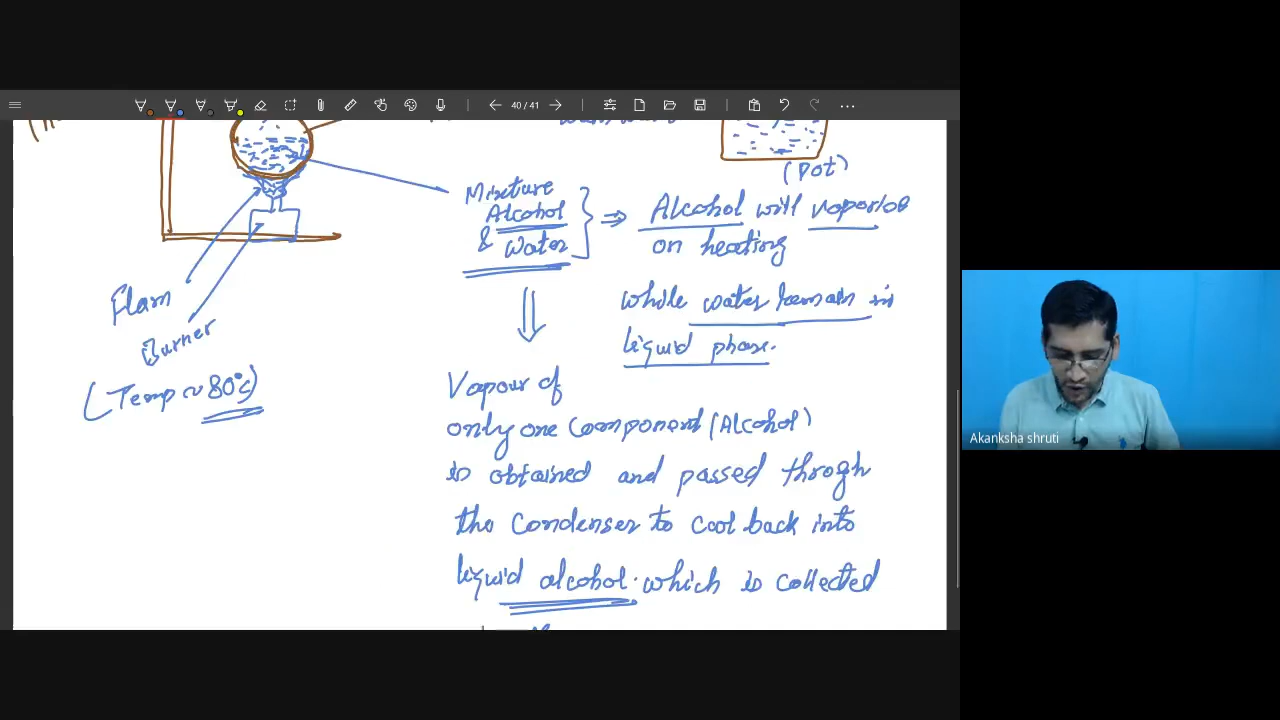 40 / 41
(Pot)
Mixture
Alcohol
& Water
Alcohol will vaporise
on heating
while water remain in
liquid phase.
Flam
Burner
(Temp ~ 80°c)
Vapour of
only one component (Alcohol)
is obtained and passed throgh
the condenser to cool back into
liquid alcohol. which is collected
Akanksha shruti